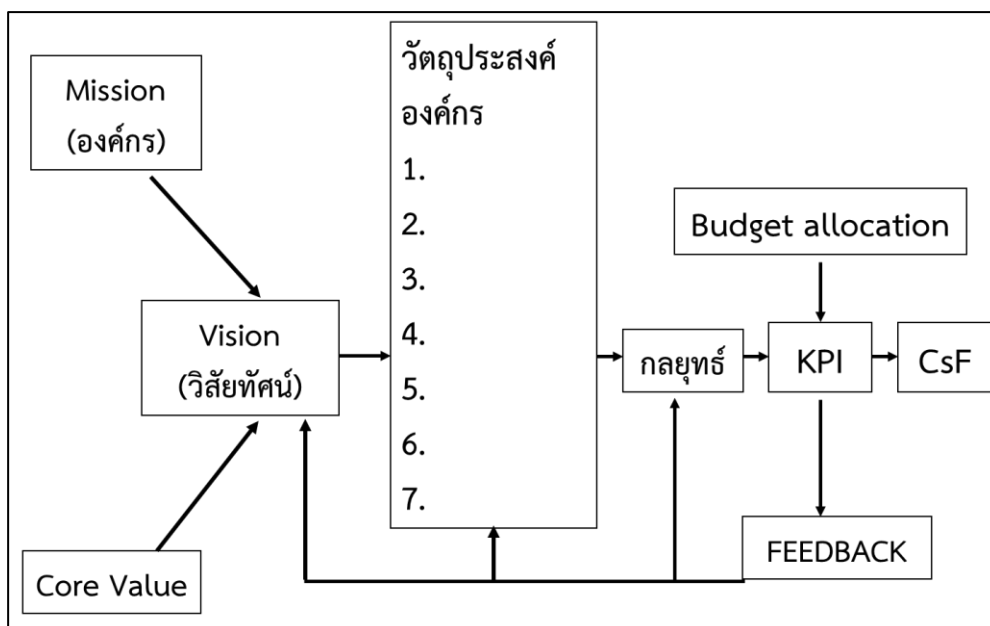 Mission
(องค์กร)
Vision
(วิสัยทัศน์)
Core Value
วัตถุประสงค์
องค์กร
1.
2.
3.
4.
5.
6.
7.
กลยุทธ์
Budget allocation
KPI
CsF
FEEDBACK